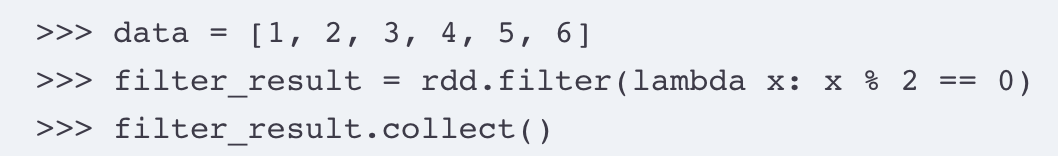 >>> data = [1, 2, 3, 4, 5, 6]
>>> filter_result = rdd.filter(lambda x: x % 2 == 0)
>>> filter_result.collect()